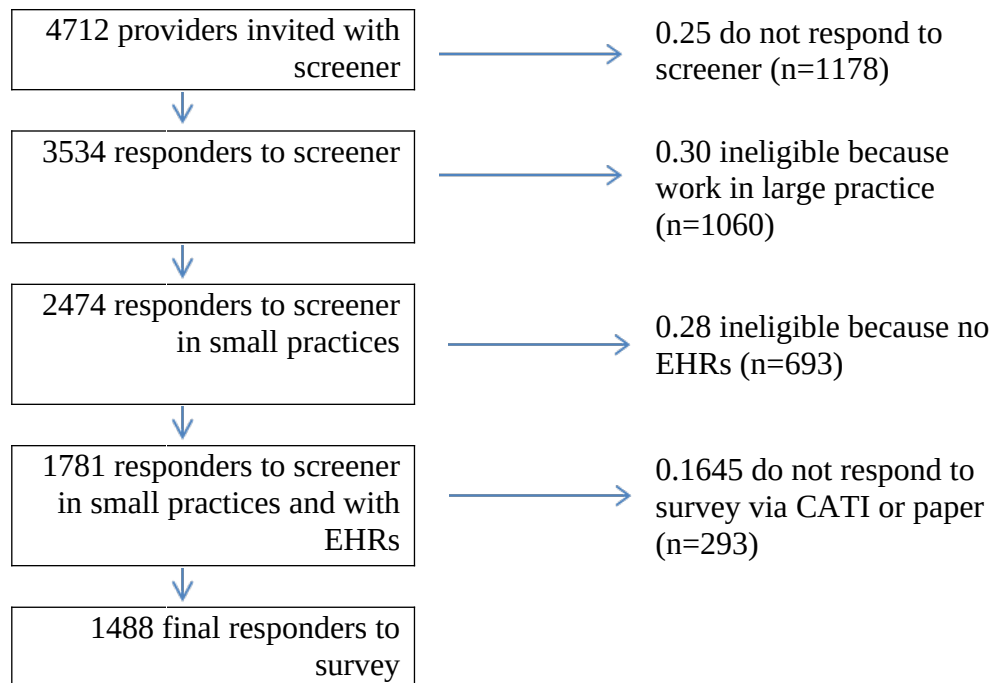 4712 providers invited with
screener
0.25 do not respond to
screener (n=1178)
3534 responders to screener
0.30 ineligible because
work in large practice
(n=1060)
2474 responders to screener
in small practices
0.28 ineligible because no
EHRs (n=693)
1781 responders to screener
in small practices and with
EHRs
0.1645 do not respond to
survey via CATI or paper
(n=293)
1488 final responders to
survey